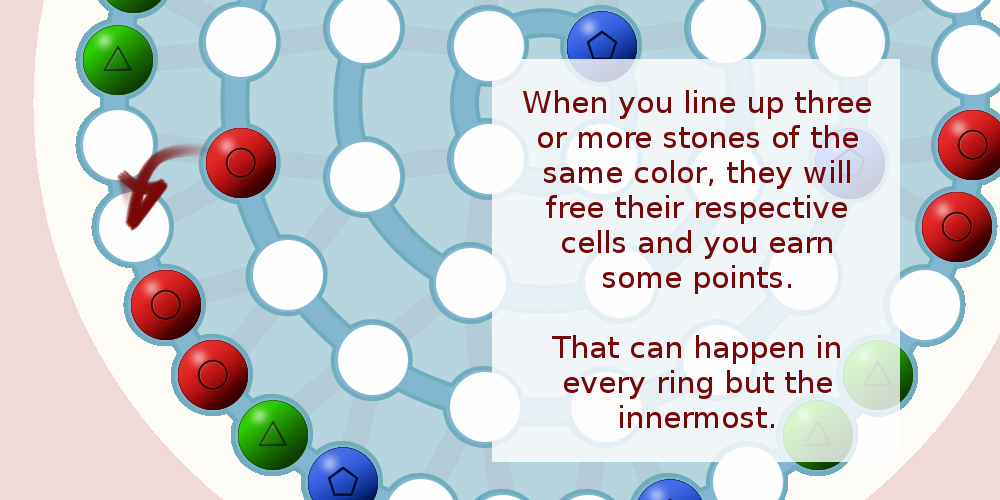 When you line up three
or more stones of the
same color, they will
free their respective
cells and you earn
some points.
That can happen in
every ring but the
innermost.